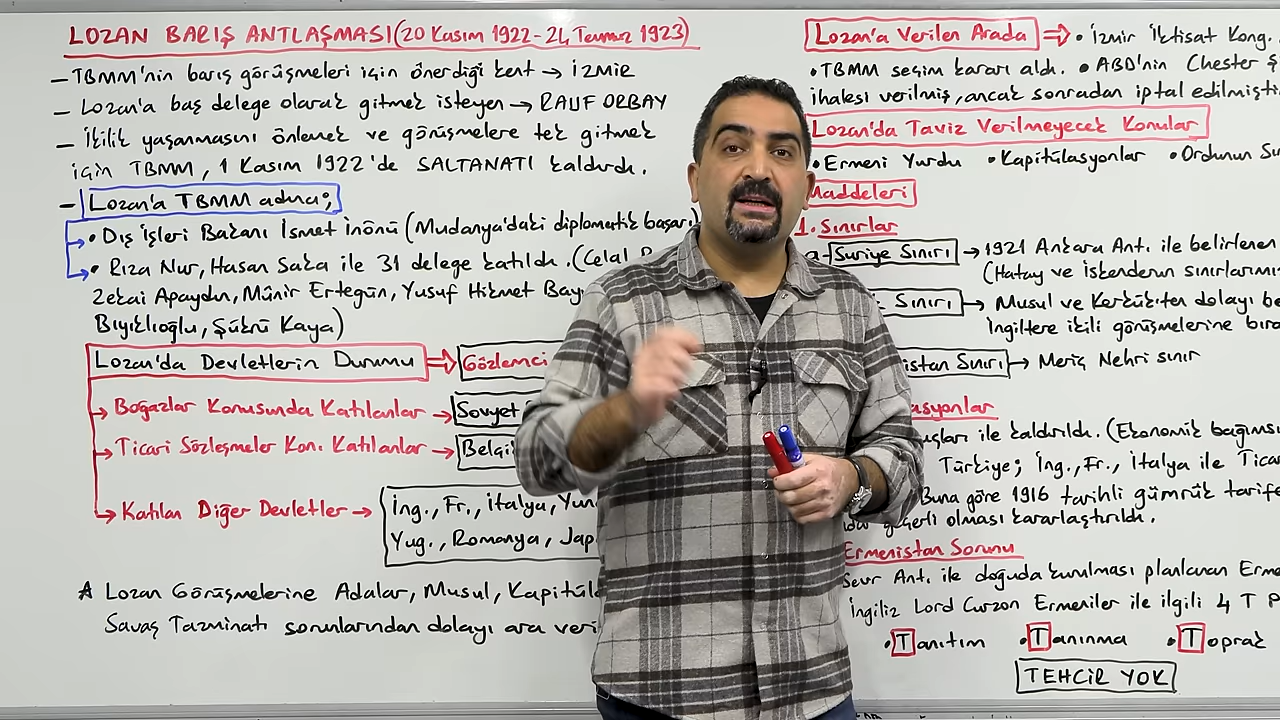 LOZAN BARIŞ ANTLAŞMASI (20 Kasım 1922 - 24 Temmuz 1923)
– TBMM'nin barış görüşmeleri için önerdiği kent → İZMİR
– Lozan'a baş delege olarak gitmek isteyen → RAUF ORBAY
– İkilik yaşanmasını önlemek ve görüşmelere tek gitmek
için TBMM, 1 Kasım 1922'de SALTANATI kaldırdı.
– Lozan'a TBMM adına;
• Dış İşleri Bakanı İsmet İnönü (Mudanya'daki diplomatik başarı)
• Rıza Nur, Hasan Saka ile 31 delege katıldı. (Celal
Zekai Apaydın, Münir Ertegün, Yusuf Hikmet Bay
Bıyıklıoğlu, Şükrü Kaya)
Lozan'da Devletlerin Durumu ⇒ Gözlemci
→ Boğazlar Konusunda Katılanlar → Sovyet
→ Ticari Sözleşmeler Kon. Katılanlar → Belçi
→ Katılan Diğer Devletler → İng., Fr., İtalya, Yun
Yug., Romanya, Jap
Lozan Görüşmelerine Adalar, Musul, Kapitül
Savaş Tazminatı sorunlarından dolayı ara veri
Lozan'a Verilen Arada ⇒ • İzmir İktisat Kong.
• TBMM seçim kararı aldı. • ABD'nin Chester
ihalesi verilmiş, ancak sonradan iptal edilmişti
Lozan'da Taviz Verilmeyecek Konular
• Ermeni Yurdu • Kapitülasyonlar • Ordunun
Maddeleri
1. Sınırlar
a- Suriye Sınırı → 1921 Ankara Ant. ile belirlenen
(Hatay ve İskenderun sınırlarımı
Sınırı → Musul ve Kerkük'ten dolayı be
İngiltere ikili görüşmelerine bıra
istan Sınırı → Meriç Nehri sınır
asyonlar
uçları ile kaldırıldı. (Ekonomik bağımsı
Türkiye; İng., Fr., İtalya ile Tica
Buna göre 1916 tarihli gümrük tarife
dar geçerli olması kararlaştırıldı.
Ermenistan Sorunu
Sevr Ant. ile doğuda kurulması planlanan Erme
İngiliz Lord Curzon Ermeniler ile ilgili 4 T P
• Tanıtım • Tanınma • Toprak
TEHCİR YOK